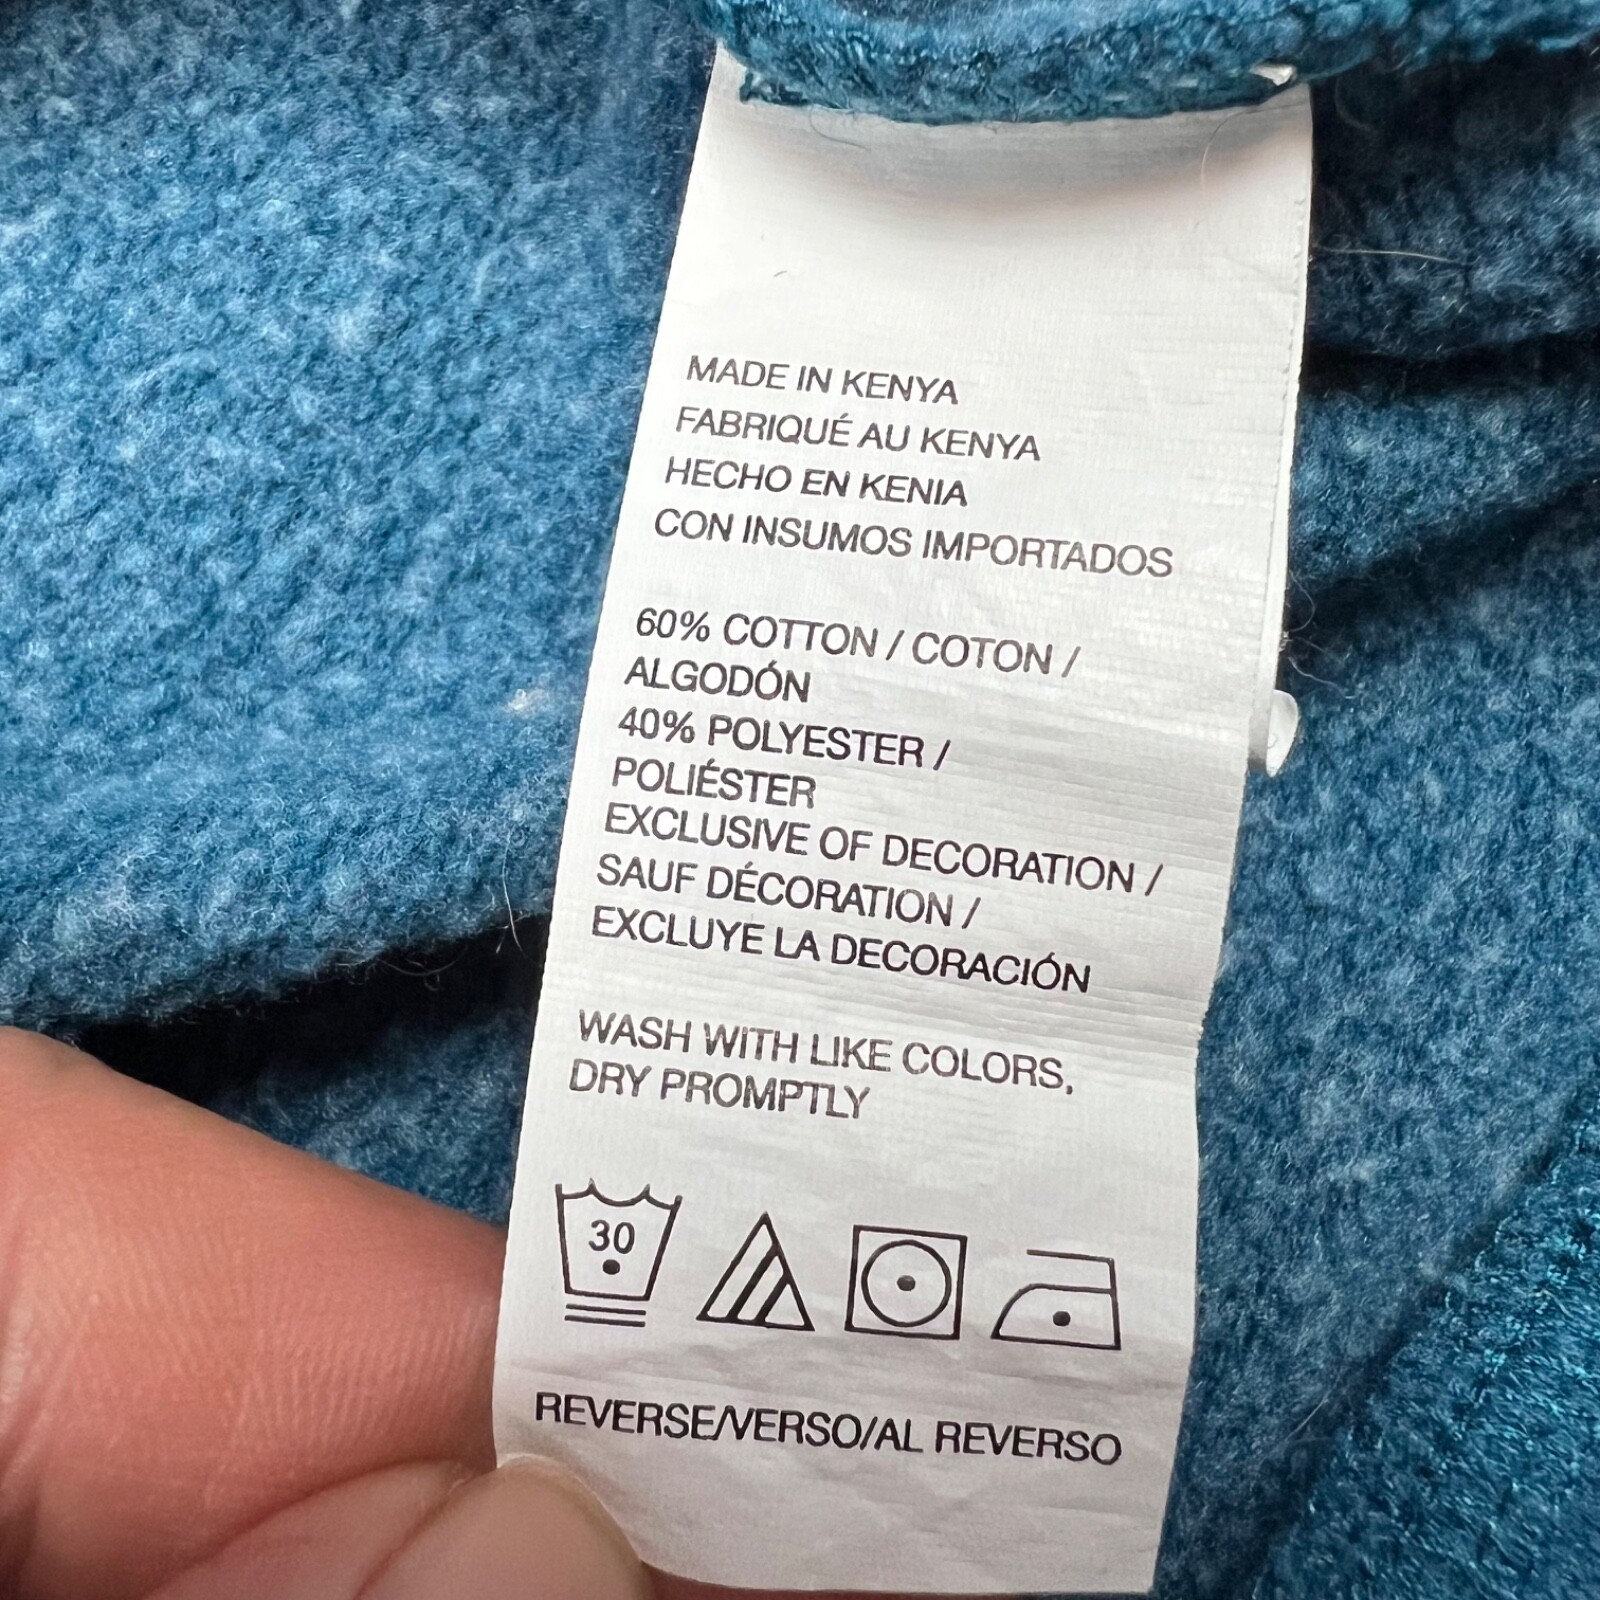 MADE IN KENYA
FABRIQUÉ AU KENYA
HECHO EN KENIA
CON INSUMOS IMPORTADOS
60% COTTON / COTON /
ALGODÓN
40% POLYESTER /
POLIÉSTER
EXCLUSIVE OF DECORATION /
SAUF DÉCORATION /
EXCLUYE LA DECORACIÓN
WASH WITH LIKE COLORS,
DRY PROMPTLY
30
REVERSE/VERSO/AL REVERSO